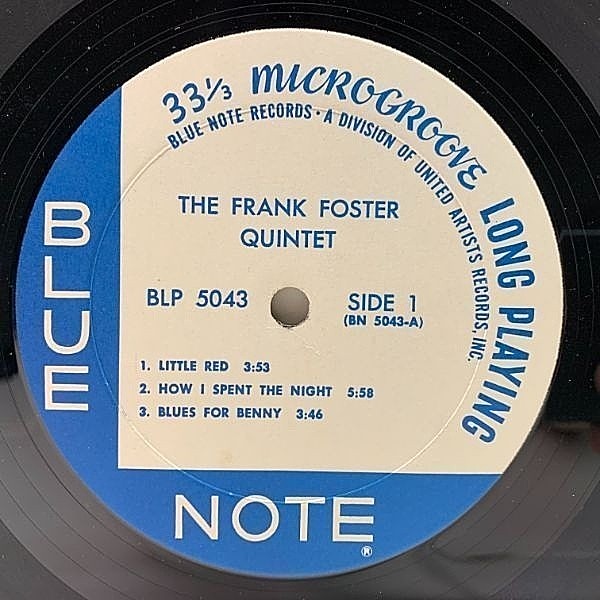 33⅓ MICROGROOVE LONG PLAYING
BLUE NOTE RECORDS • A DIVISION OF UNITED ARTISTS RECORDS, INC.
THE FRANK FOSTER
QUINTET
BLP 5043
SIDE 1
(BN 5043-A)
1. LITTLE RED 3:53
2. HOW I SPENT THE NIGHT 5:58
3. BLUES FOR BENNY 3:46
BLUE
NOTE®